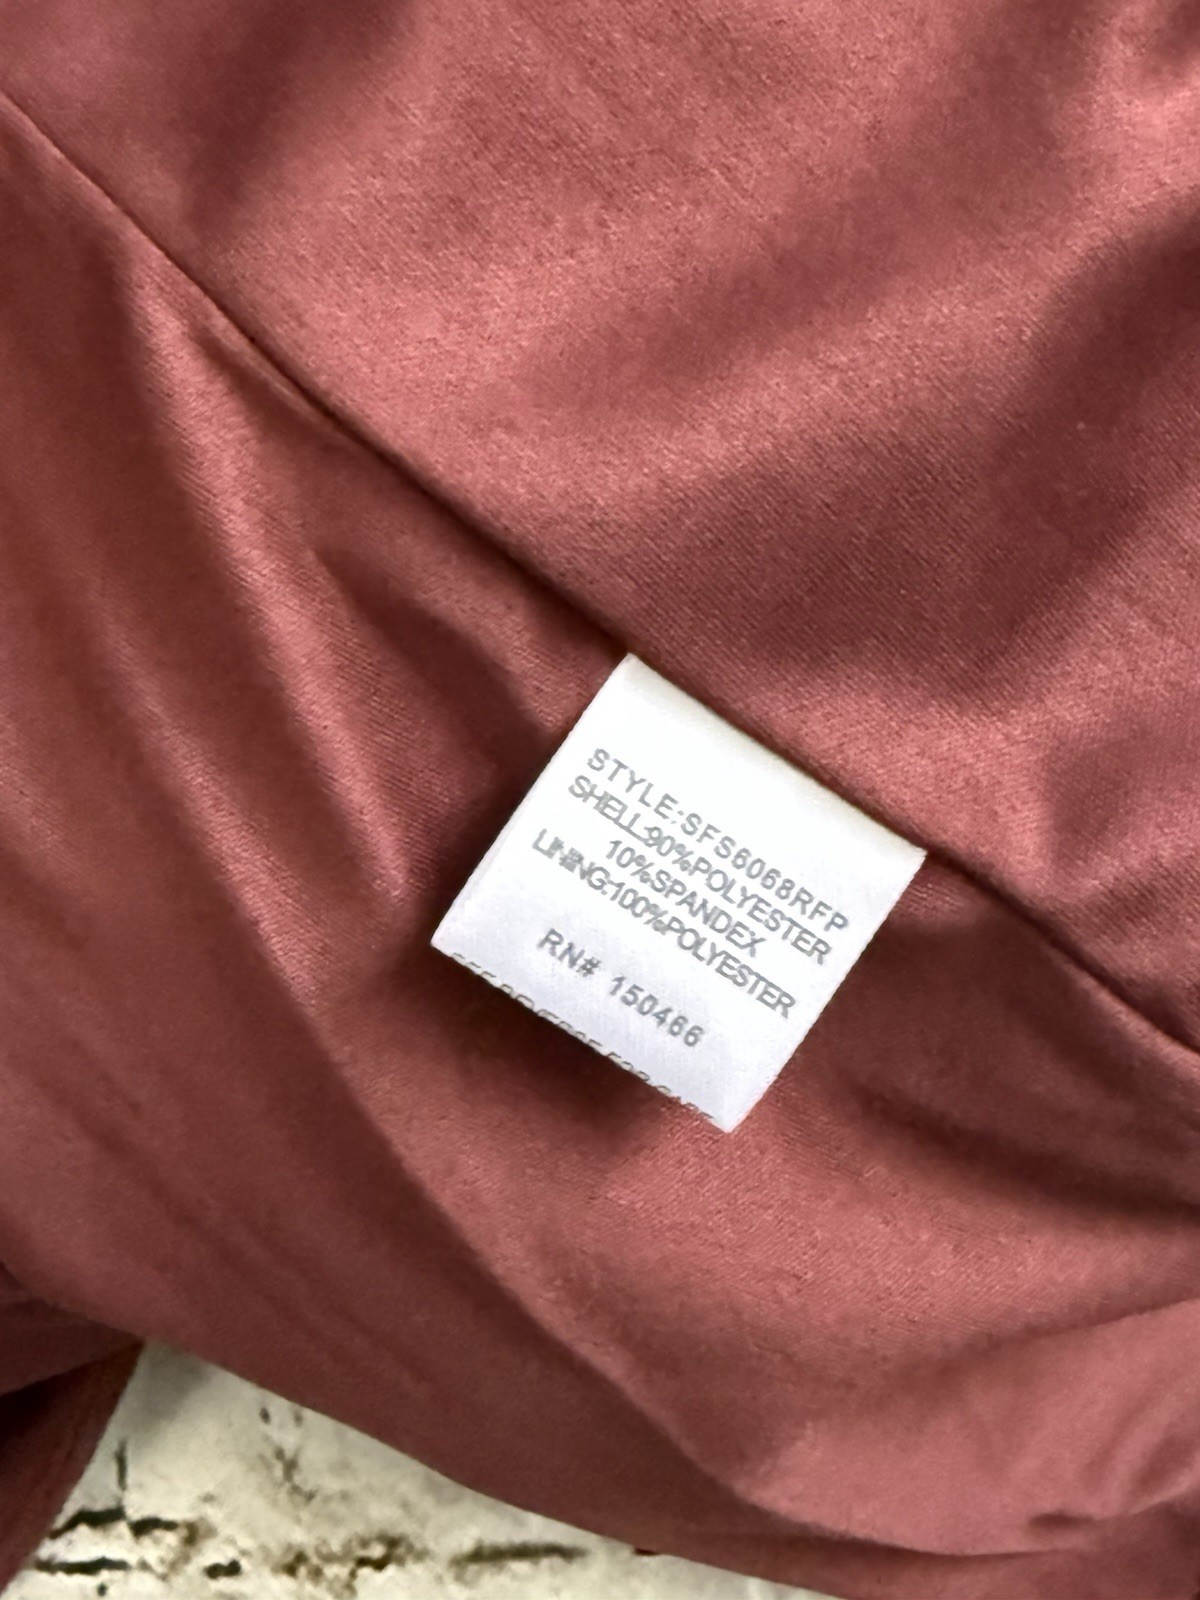 STYLE:SFS6068RFP
SHELL:90%POLYESTER
10%SPANDEX
LINING:100%POLYESTER
RN# 150466